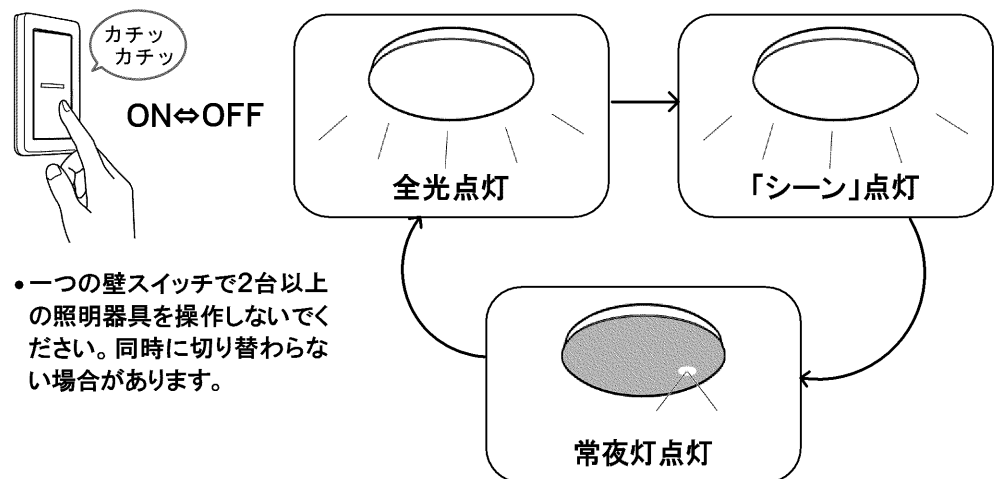 カチッ
カチッ
ON⇔OFF
全光点灯
「シーン」点灯
•一つの壁スイッチで2台以上
の照明器具を操作しないでく
ださい。同時に切り替わらな
い場合があります。
常夜灯点灯